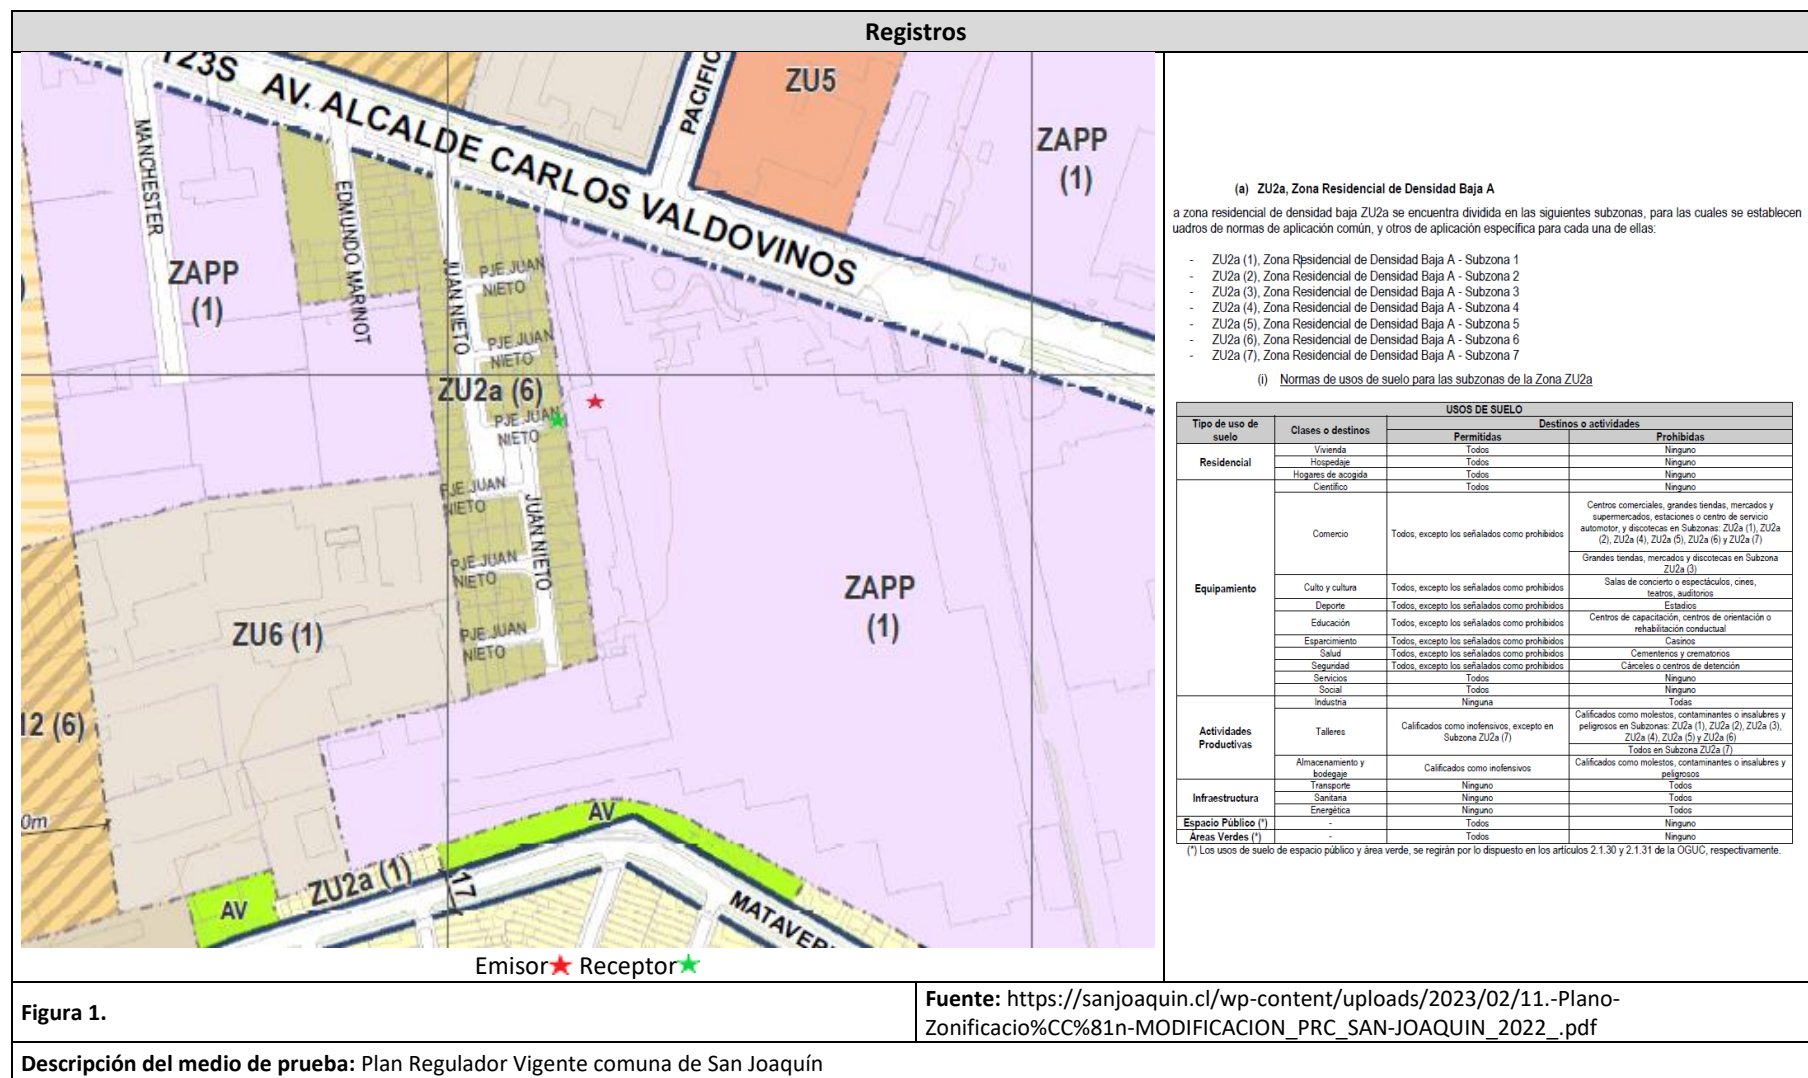 Registros
123S AV. ALCALDE CARLOS VALDOVINOS
PACIFIC
ZU5
ZAPP
(1)
MANCHESTER
EDMUNDO MARINOT
JUAN NIETO
PJE.JUAN
NIETO
ZAPP
(1)
PJE.JUAN
NIETO
ZU2a (6)
PJE.JUAN
NIETO
PJE.JUAN
NIETO
JUAN NIETO
PJE.JUAN
NIETO
ZAPP
(1)
ZU6 (1)
PJE.JUAN
NIETO
12 (6)
0m
AV
ZU2a (1)
17
AV
MATAVER
Emisor Receptor
(a) ZU2a, Zona Residencial de Densidad Baja A
a zona residencial de densidad baja ZU2a se encuentra dividida en las siguientes subzonas, para las cuales se establecen
uadros de normas de aplicación común, y otros de aplicación específica para cada una de ellas:
- ZU2a (1), Zona Residencial de Densidad Baja A - Subzona 1
- ZU2a (2), Zona Residencial de Densidad Baja A - Subzona 2
- ZU2a (3), Zona Residencial de Densidad Baja A - Subzona 3
- ZU2a (4), Zona Residencial de Densidad Baja A - Subzona 4
- ZU2a (5), Zona Residencial de Densidad Baja A - Subzona 5
- ZU2a (6), Zona Residencial de Densidad Baja A - Subzona 6
- ZU2a (7), Zona Residencial de Densidad Baja A - Subzona 7
(i) Normas de usos de suelo para las subzonas de la Zona ZU2a
USOS DE SUELO
Tipo de uso de suelo Clases o destinos Destinos o actividades
Permitidas Prohibidas
Residencial Vivienda Todos Ninguno
Hospedaje Todos Ninguno
Hogares de acogida Todos Ninguno
Equipamiento Científico Todos Ninguno
Comercio Todos, excepto los señalados como prohibidos
Centros comerciales, grandes tiendas, mercados y
supermercados, estaciones o centro de servicio
automotor, y discotecas en Subzonas: ZU2a (1), ZU2a
(2), ZU2a (4), ZU2a (5), ZU2a (6) y ZU2a (7)
Grandes tiendas, mercados y discotecas en Subzona
ZU2a (3)
Culto y cultura Todos, excepto los señalados como prohibidos Salas de concierto o espectáculos, cines,
teatros, auditorios
Deporte Todos, excepto los señalados como prohibidos Estadios
Educación Todos, excepto los señalados como prohibidos Centros de capacitación, centros de orientación o
rehabilitación conductual
Esparcimiento Todos, excepto los señalados como prohibidos Casinos
Salud Todos, excepto los señalados como prohibidos Cementerios y crematorios
Seguridad Todos, excepto los señalados como prohibidos Cárceles o centros de detención
Servicios Todos Ninguno
Social Todos Ninguno
Actividades Productivas Industria Ninguna Todas
Talleres Calificados como inofensivos, excepto en
Subzona ZU2a (7)
Calificados como molestos, contaminantes o insalubres y
peligrosos en Subzonas: ZU2a (1), ZU2a (2), ZU2a (3),
ZU2a (4), ZU2a (5) y ZU2a (6)
Todos en Subzona ZU2a (7)
Almacenamiento y
bodegaje Calificados como inofensivos Calificados como molestos, contaminantes o insalubres y
peligrosos
Infraestructura Transporte Ninguno Todos
Sanitaria Ninguno Todos
Energética Ninguno Todos
Espacio Público (*) - Todos Ninguno
Áreas Verdes (*) - Todos Ninguno
(*) Los usos de suelo de espacio público y área verde, se regirán por lo dispuesto en los artículos 2.1.30 y 2.1.31 de la OGUC, respectivamente.
Figura 1.
Fuente: https://sanjoaquin.cl/wp-content/uploads/2023/02/11.-Plano-
Zonificacio%CC%81n-MODIFICACION_PRC_SAN-JOAQUIN_2022_.pdf
Descripción del medio de prueba: Plan Regulador Vigente comuna de San Joaquín